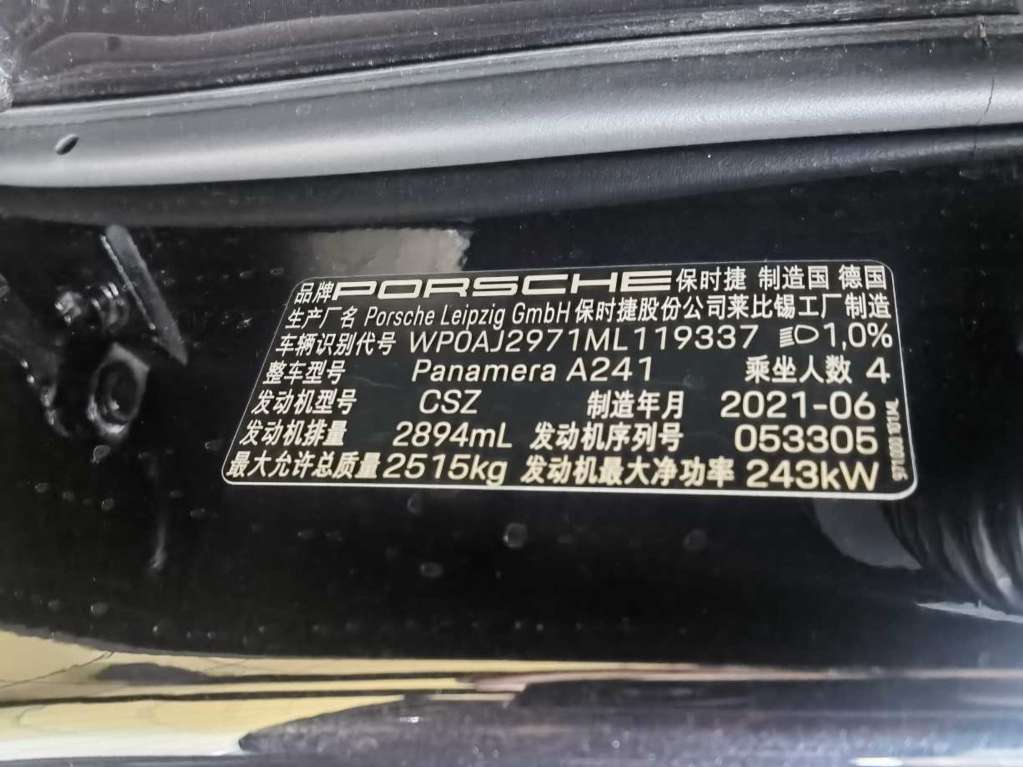 品牌 PORSCHE 保时捷 制造国 德国
生产厂名 Porsche Leipzig GmbH 保时捷股份公司莱比锡工厂制造
车辆识别代号 WP0AJ2971ML119337 1,0%
整车型号 Panamera A241 乘坐人数 4
发动机型号 CSZ 制造年月 2021-06
发动机排量 2894mL 发动机序列号 053305
最大允许总质量 2515kg 发动机最大净功率 243kW